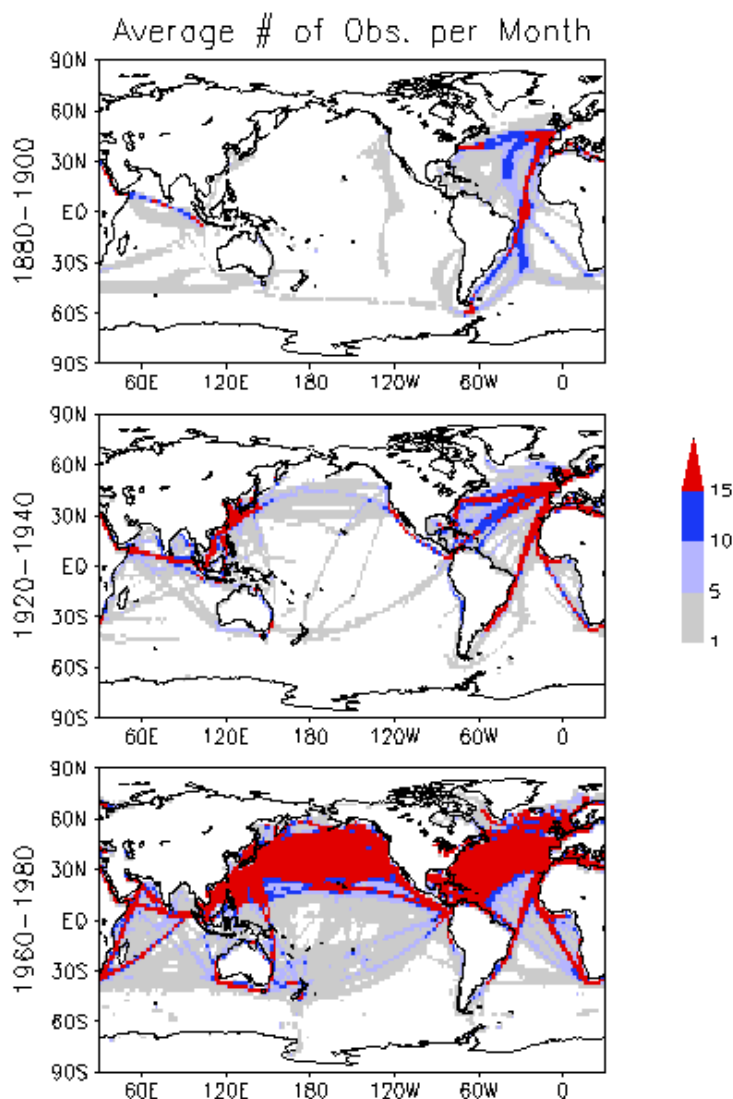 Average # of Obs. per Month
90N
60N
30N
EQ
30S
60S
90S
1880-1900
60E 120E 180 120W 60W 0
90N
60N
30N
EQ
30S
60S
90S
1920-1940
60E 120E 180 120W 60W 0
15
10
5
1
90N
60N
30N
EQ
30S
60S
90S
1960-1980
60E 120E 180 120W 60W 0